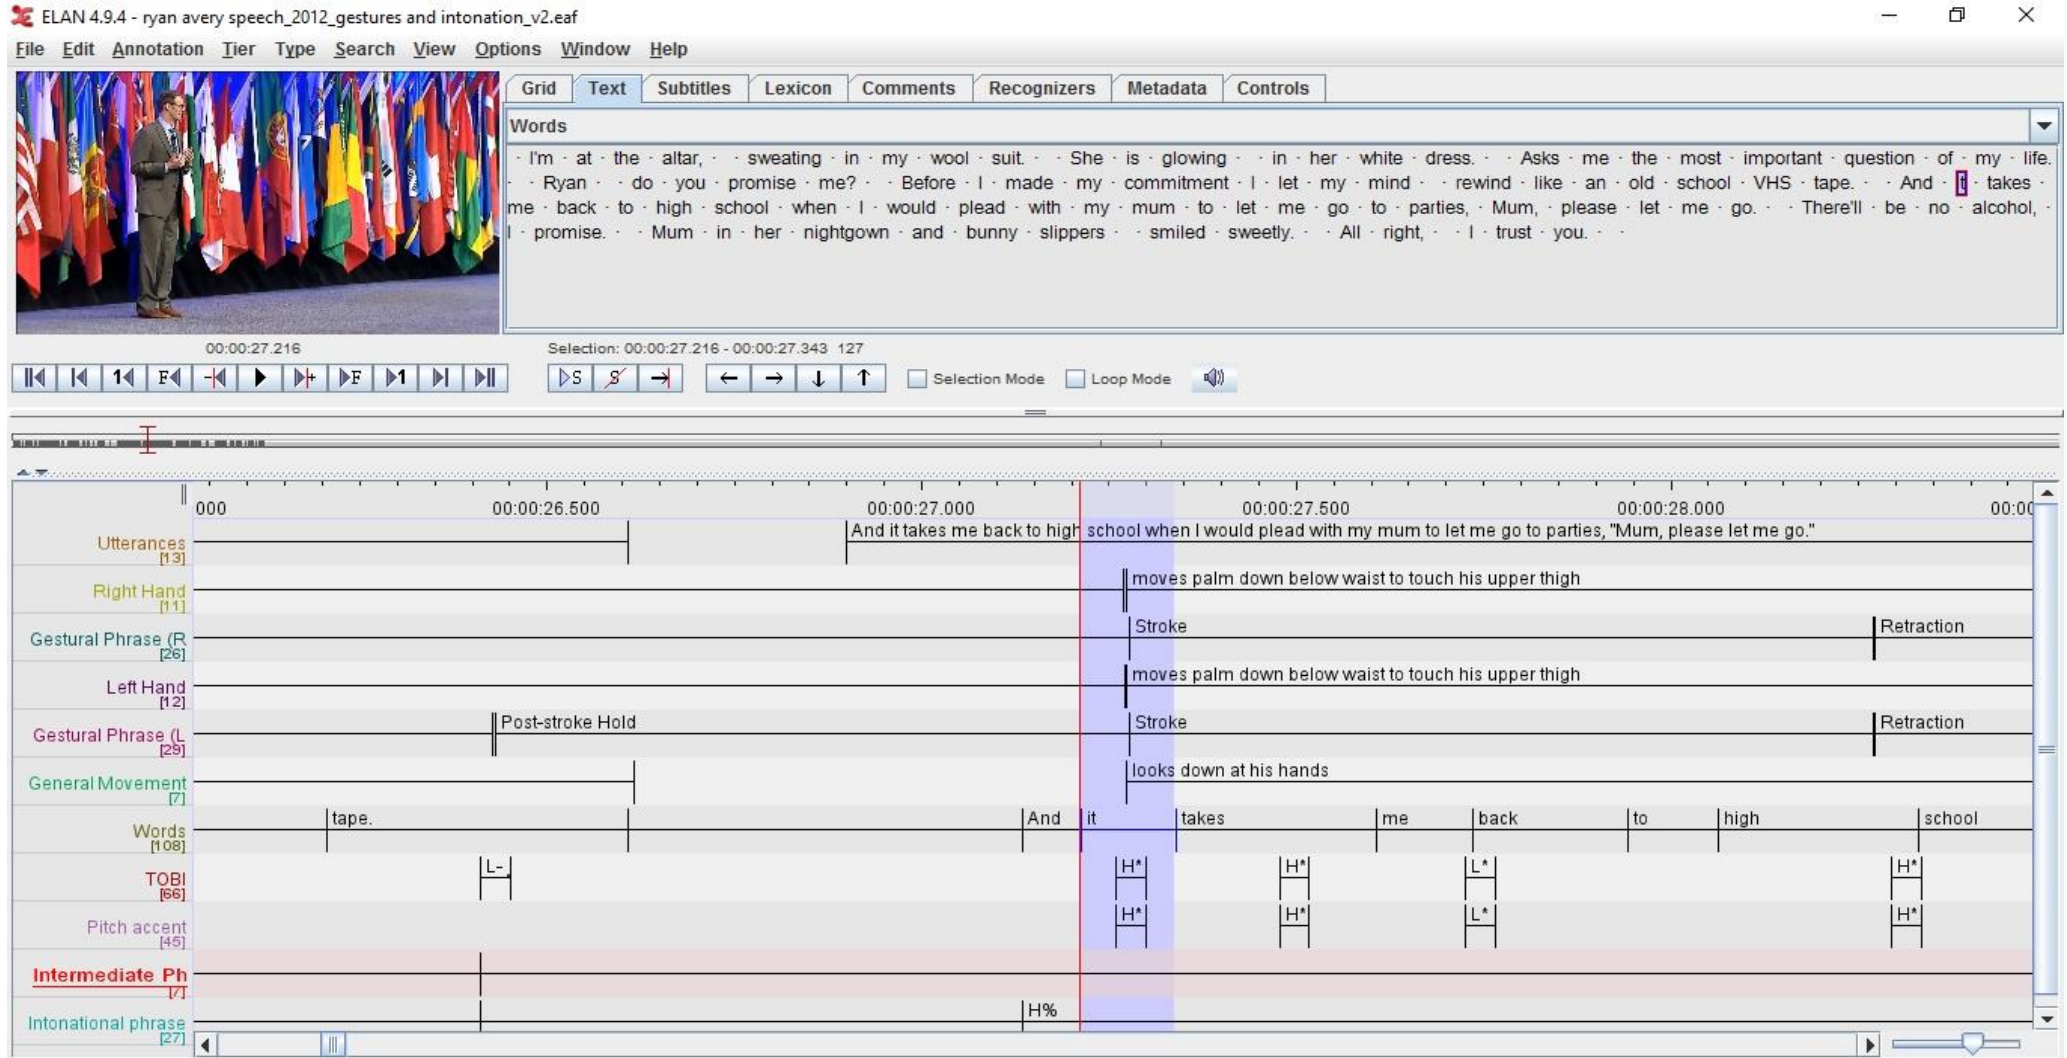 ELAN 4.9.4 - ryan avery speech_2012_gestures and intonation_v2.eaf
File Edit Annotation Tier Type Search View Options Window Help
Grid Text Subtitles Lexicon Comments Recognizers Metadata Controls
Words
· I'm · at · the · altar, · · sweating · in · my · wool · suit. · · She · is · glowing · · in · her · white · dress. · · Asks · me · the · most · important · question · of · my · life.
· · Ryan · · do · you · promise · me? · · Before · I · made · my · commitment · I · let · my · mind · · rewind · like · an · old · school · VHS · tape. · · And · it · takes ·
me · back · to · high · school · when · I · would · plead · with · my · mum · to · let · me · go · to · parties, · Mum, · please · let · me · go. · · There'll · be · no · alcohol, ·
I · promise. · · Mum · in · her · nightgown · and · bunny · slippers · · smiled · sweetly. · · All · right, · · I · trust · you. · ·
00:00:27.216
Selection: 00:00:27.216 - 00:00:27.343 127
1 F F 1 S S Selection Mode Loop Mode
000 00:00:26.500 00:00:27.000 00:00:27.500 00:00:28.000 00:00
Utterances And it takes me back to high school when I would plead with my mum to let me go to parties, "Mum, please let me go."
[13]
Right Hand moves palm down below waist to touch his upper thigh
[11]
Gestural Phrase (R Stroke Retraction
[26]
Left Hand moves palm down below waist to touch his upper thigh
[12]
Gestural Phrase (L Post-stroke Hold Stroke Retraction
[29]
General Movement looks down at his hands
[7]
Words tape. And it takes me back to high school
[108]
TOBI L- H* H* L* H*
[66]
Pitch accent H* H* L* H*
[45]
Intermediate Ph
[7]
Intonational phrase H%
[27]